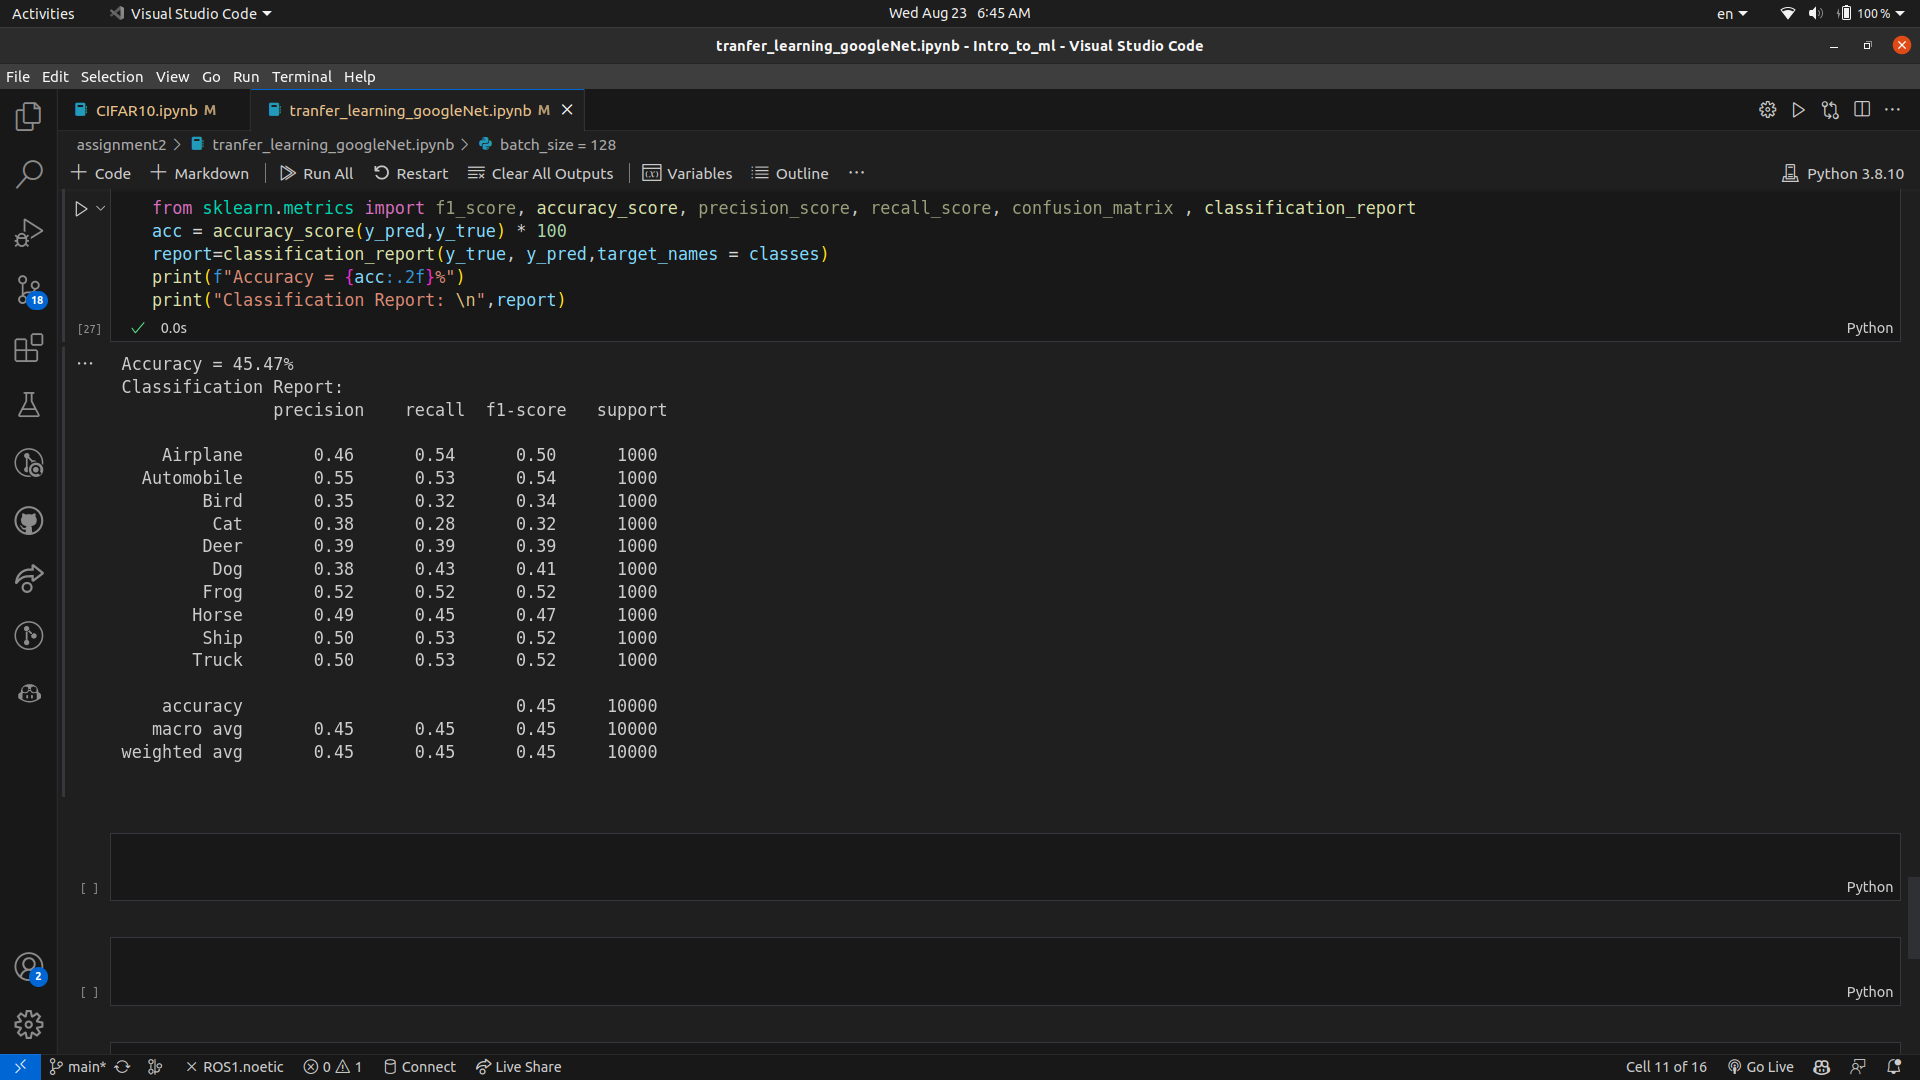 Activities Visual Studio Code Wed Aug 23 6:45 AM en 100 %
tranfer_learning_googleNet.ipynb - Intro_to_ml - Visual Studio Code
File Edit Selection View Go Run Terminal Help
CIFAR10.ipynb M tranfer_learning_googleNet.ipynb M
assignment2 > tranfer_learning_googleNet.ipynb > batch_size = 128
Code Markdown Run All Restart Clear All Outputs Variables Outline ... Python 3.8.10
from sklearn.metrics import f1_score, accuracy_score, precision_score, recall_score, confusion_matrix , classification_report
acc = accuracy_score(y_pred,y_true) * 100
report=classification_report(y_true, y_pred,target_names = classes)
print(f"Accuracy = {acc:.2f}%")
print("Classification Report: \n",report)
[27] 0.0s Python
Accuracy = 45.47%
Classification Report:
precision recall f1-score support
Airplane 0.46 0.54 0.50 1000
Automobile 0.55 0.53 0.54 1000
Bird 0.35 0.32 0.34 1000
Cat 0.38 0.28 0.32 1000
Deer 0.39 0.39 0.39 1000
Dog 0.38 0.43 0.41 1000
Frog 0.52 0.52 0.52 1000
Horse 0.49 0.45 0.47 1000
Ship 0.50 0.53 0.52 1000
Truck 0.50 0.53 0.52 1000
accuracy 0.45 10000
macro avg 0.45 0.45 0.45 10000
weighted avg 0.45 0.45 0.45 10000
[ ] Python
[ ] Python
18
2
main* ROS1.noetic 0 1 Connect Live Share Cell 11 of 16 Go Live